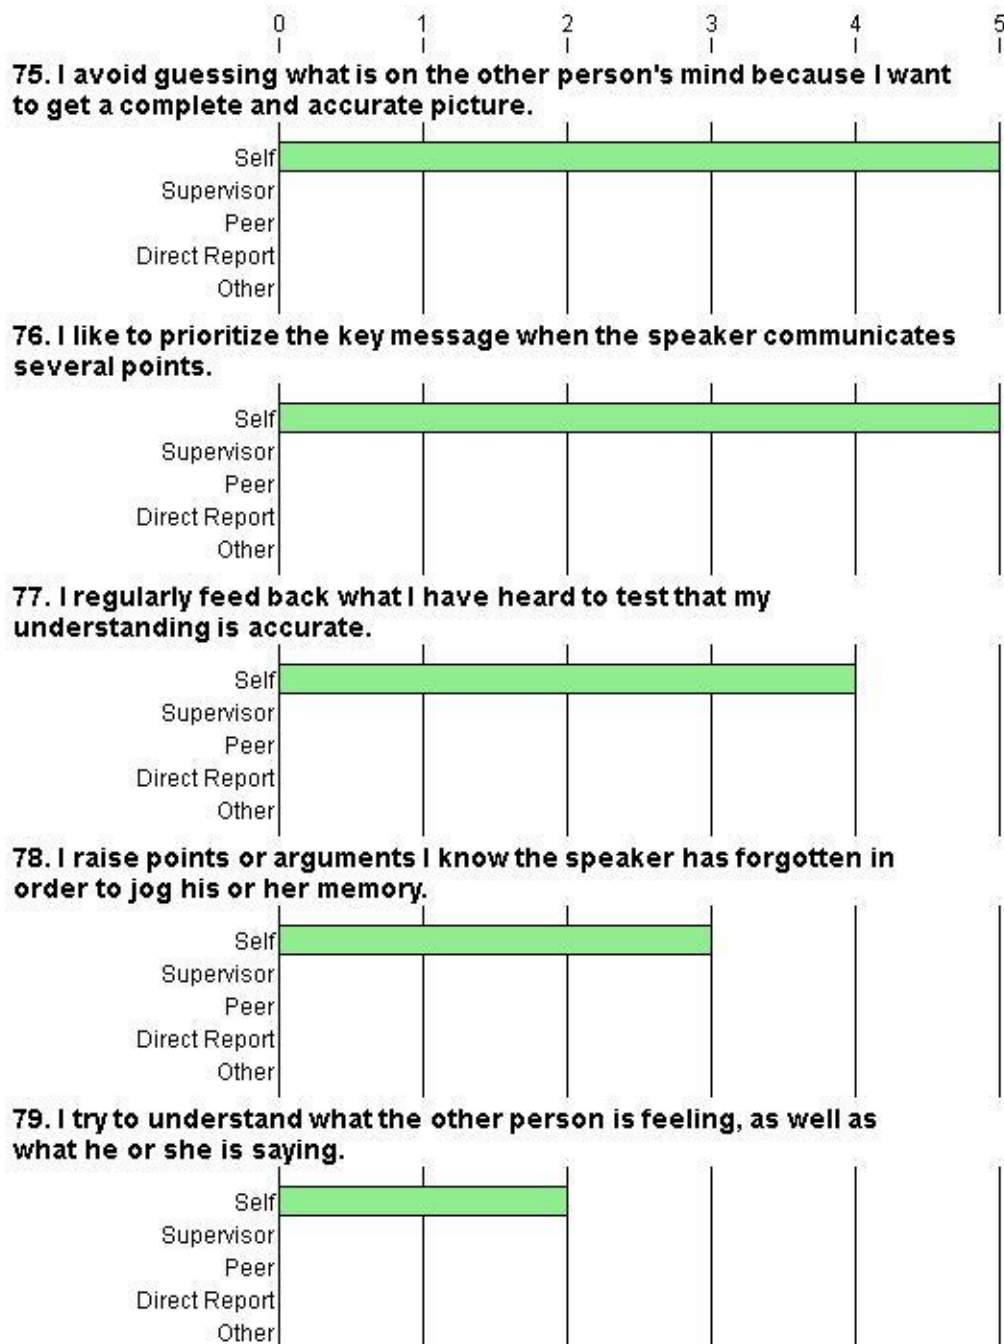 0 1 2 3 4 5
75. I avoid guessing what is on the other person's mind because I want
to get a complete and accurate picture.
Self
Supervisor
Peer
Direct Report
Other
76. I like to prioritize the key message when the speaker communicates
several points.
Self
Supervisor
Peer
Direct Report
Other
77. I regularly feed back what I have heard to test that my
understanding is accurate.
Self
Supervisor
Peer
Direct Report
Other
78. I raise points or arguments I know the speaker has forgotten in
order to jog his or her memory.
Self
Supervisor
Peer
Direct Report
Other
79. I try to understand what the other person is feeling, as well as
what he or she is saying.
Self
Supervisor
Peer
Direct Report
Other